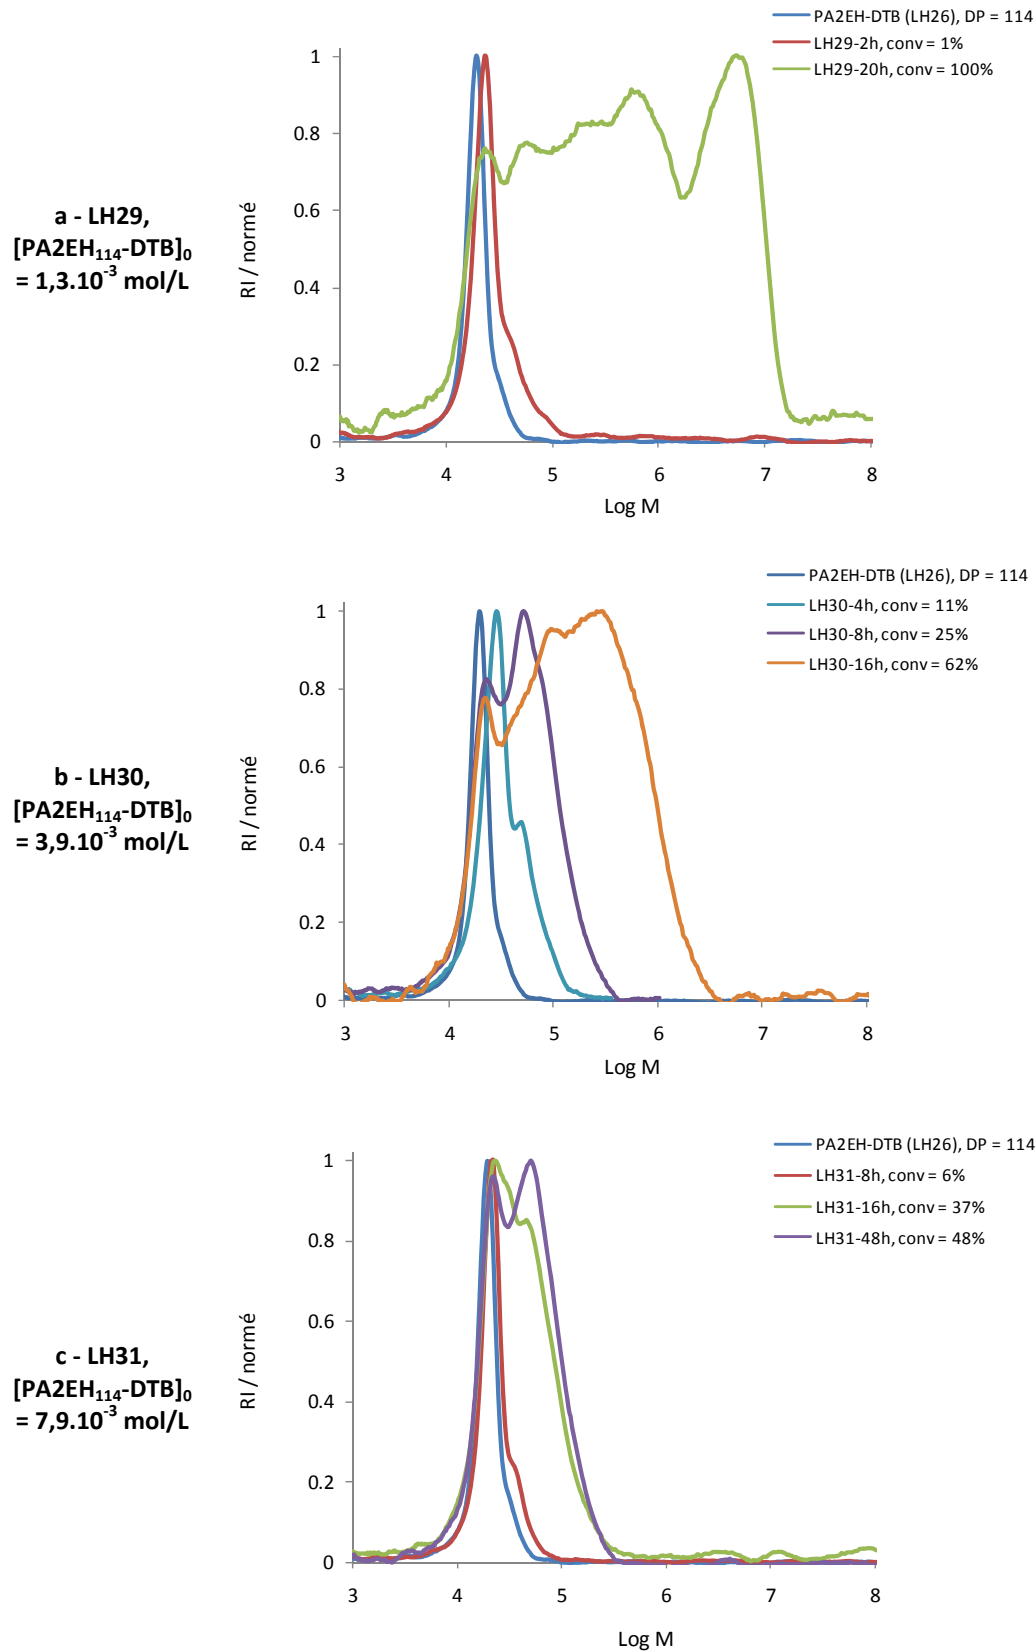 PA2EH-DTB (LH26), DP = 114
LH29-2h, conv = 1%
LH29-20h, conv = 100%
a - LH29,
[PA2EH₁₁₄-DTB]₀
= 1,3.10⁻³ mol/L
RI / normé
1
0.8
0.6
0.4
0.2
0
3 4 5 6 7 8
Log M
PA2EH-DTB (LH26), DP = 114
LH30-4h, conv = 11%
LH30-8h, conv = 25%
LH30-16h, conv = 62%
b - LH30,
[PA2EH₁₁₄-DTB]₀
= 3,9.10⁻³ mol/L
RI / normé
1
0.8
0.6
0.4
0.2
0
3 4 5 6 7 8
Log M
PA2EH-DTB (LH26), DP = 114
LH31-8h, conv = 6%
LH31-16h, conv = 37%
LH31-48h, conv = 48%
c - LH31,
[PA2EH₁₁₄-DTB]₀
= 7,9.10⁻³ mol/L
RI / normé
1
0.8
0.6
0.4
0.2
0
3 4 5 6 7 8
Log M